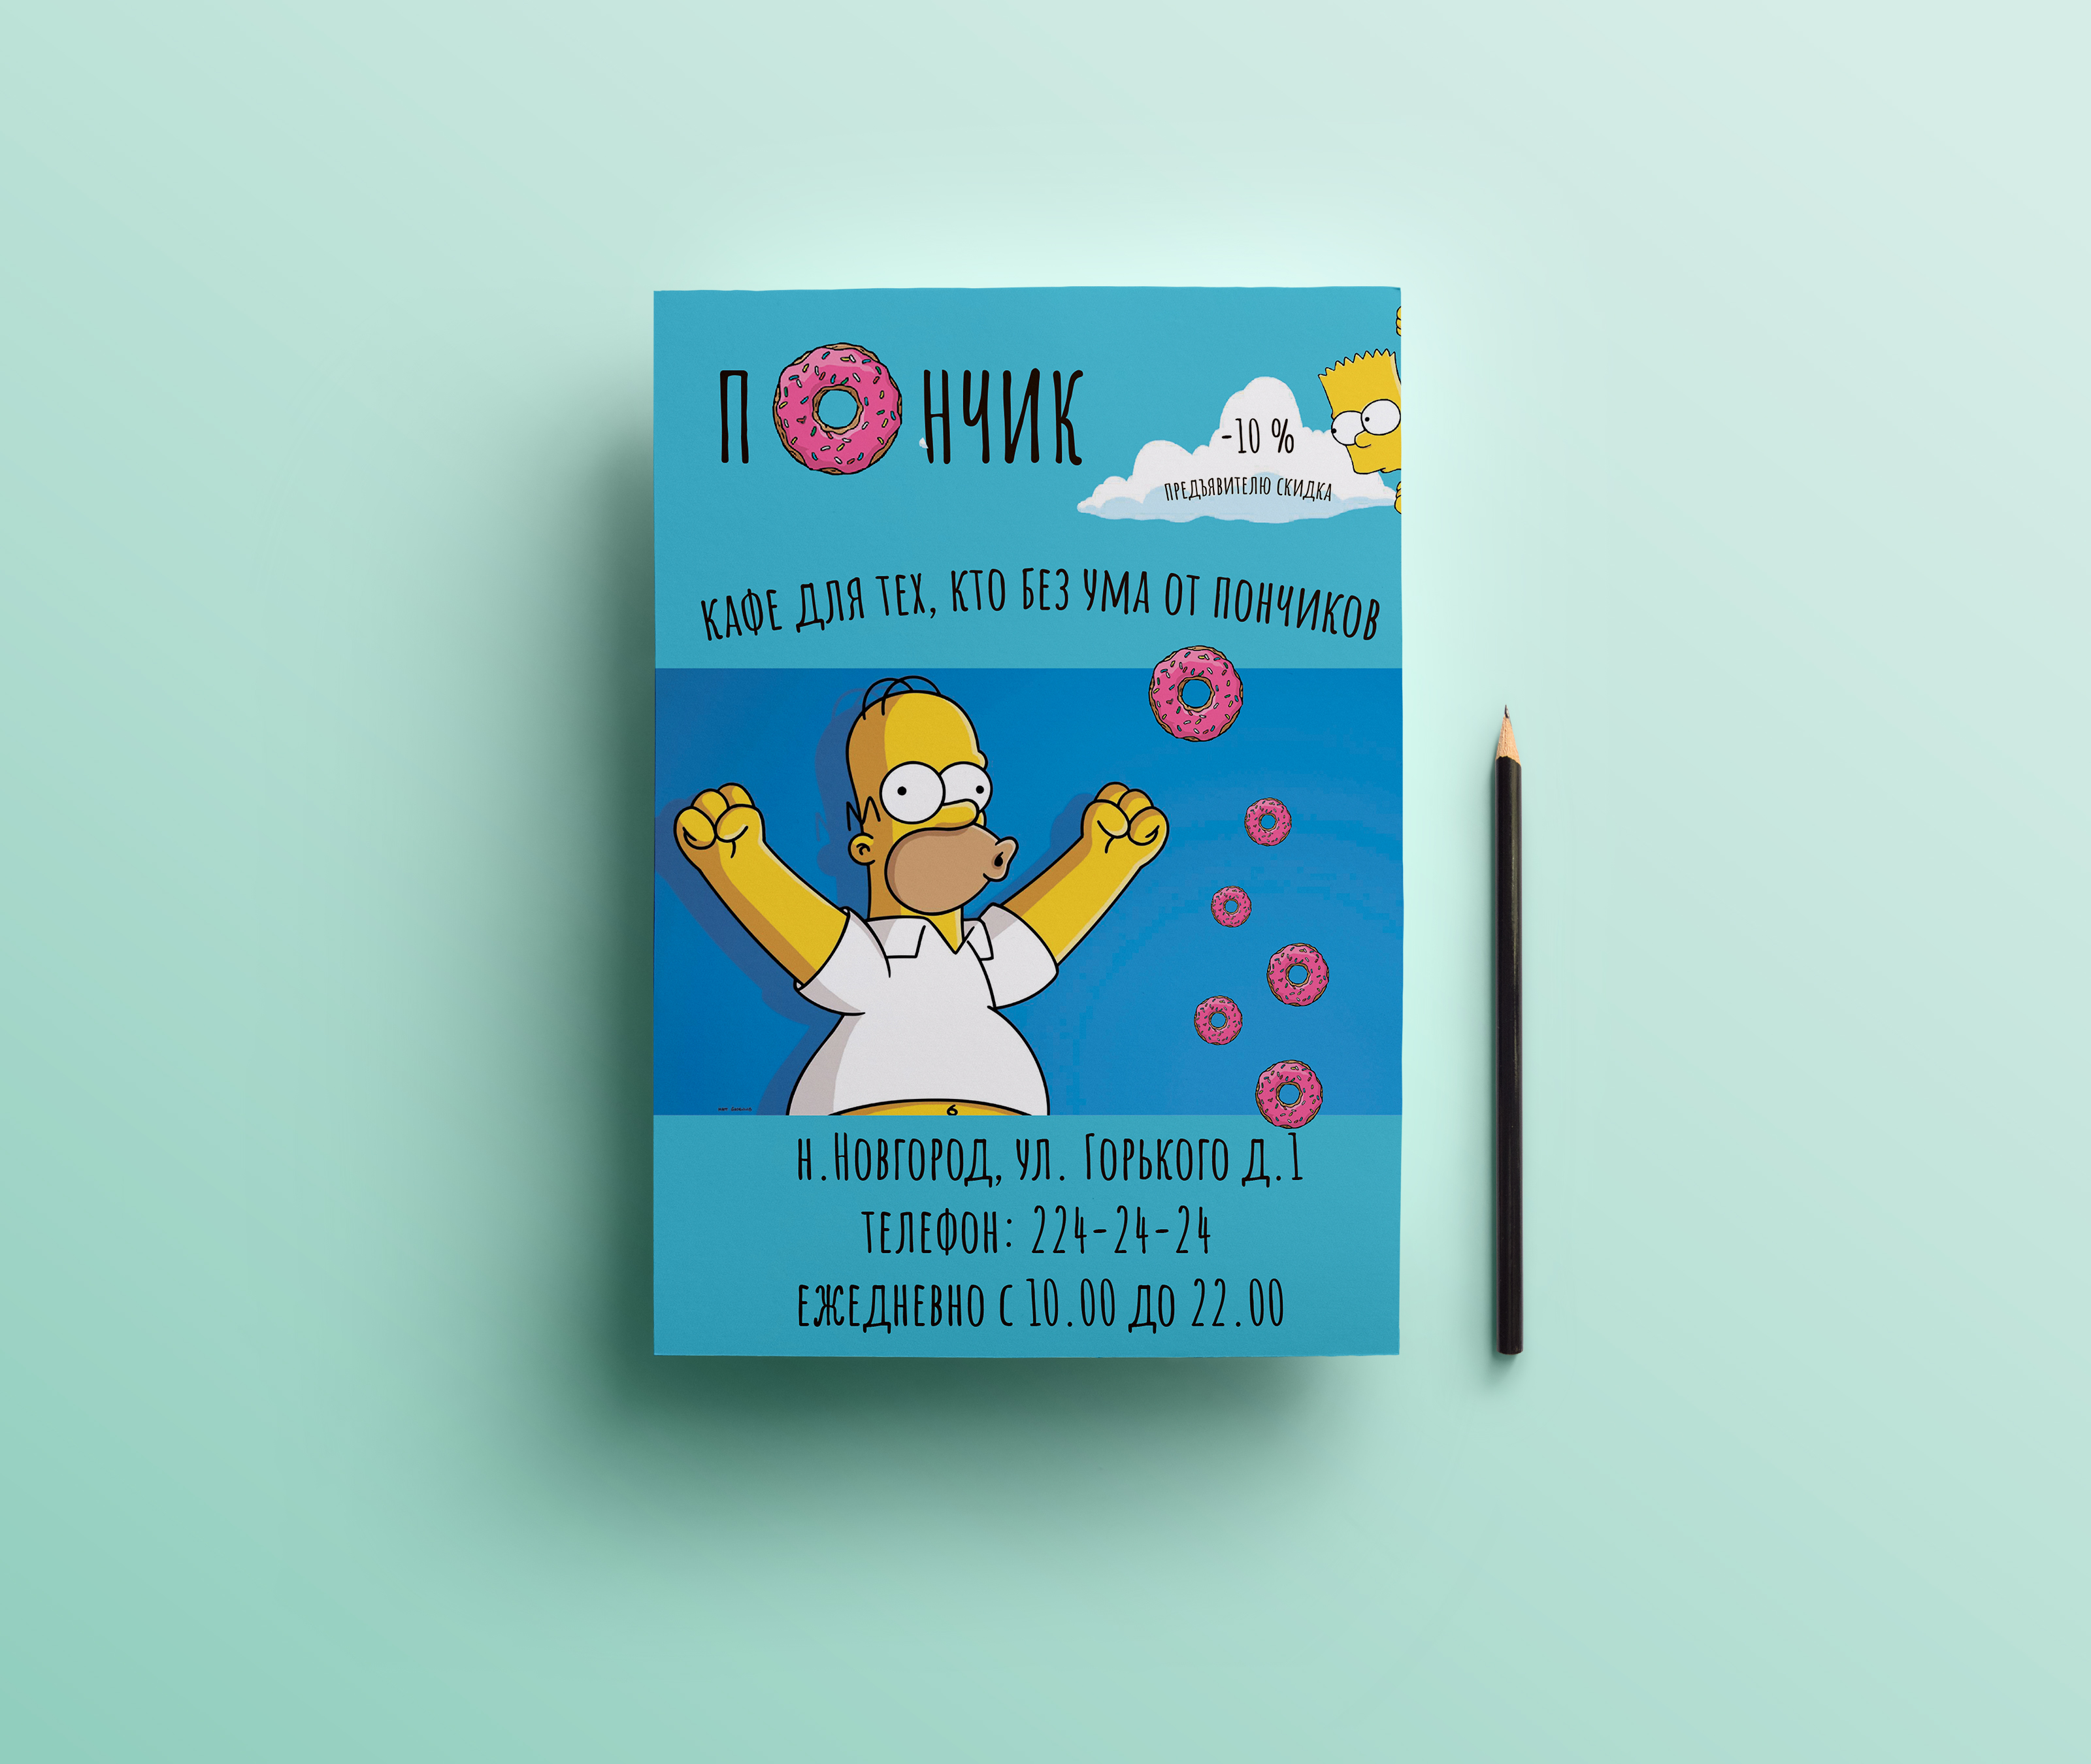 ПОНЧИК
-10 %
ПРЕДЪЯВИТЕЛЮ СКИДКА
КАФЕ ДЛЯ ТЕХ, КТО БЕЗ УМА ОТ ПОНЧИКОВ
Н.НОВГОРОД, УЛ. ГОРЬКОГО Д.1
ТЕЛЕФОН: 224-24-24
ЕЖЕДНЕВНО С 10.00 ДО 22.00